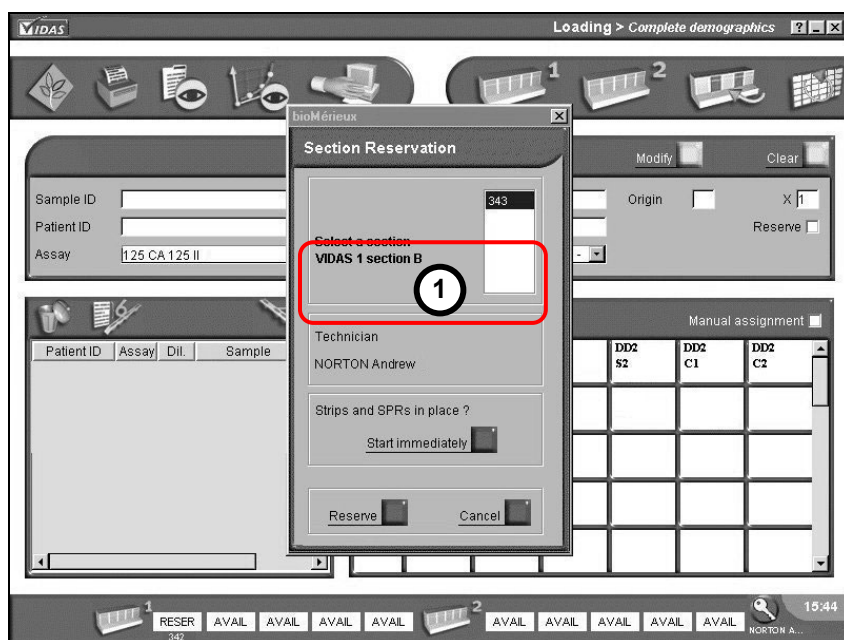 VIDAS
Loading > Complete demographics ? _ X
1
2
bioMérieux X
Section Reservation
343
Select a section
VIDAS 1 section B
1
Technician
NORTON Andrew
Strips and SPRs in place ?
Start immediately
Reserve Cancel
Modify Clear
Sample ID Origin X 1
Patient ID Reserve
Assay 125 CA 125 II -
6
Manual assignment
Patient ID Assay Dil. Sample
DD2 S2
DD2 C1
DD2 C2
1 RESER AVAIL AVAIL AVAIL AVAIL 2 AVAIL AVAIL AVAIL AVAIL AVAIL 15:44
342 NORTON A...